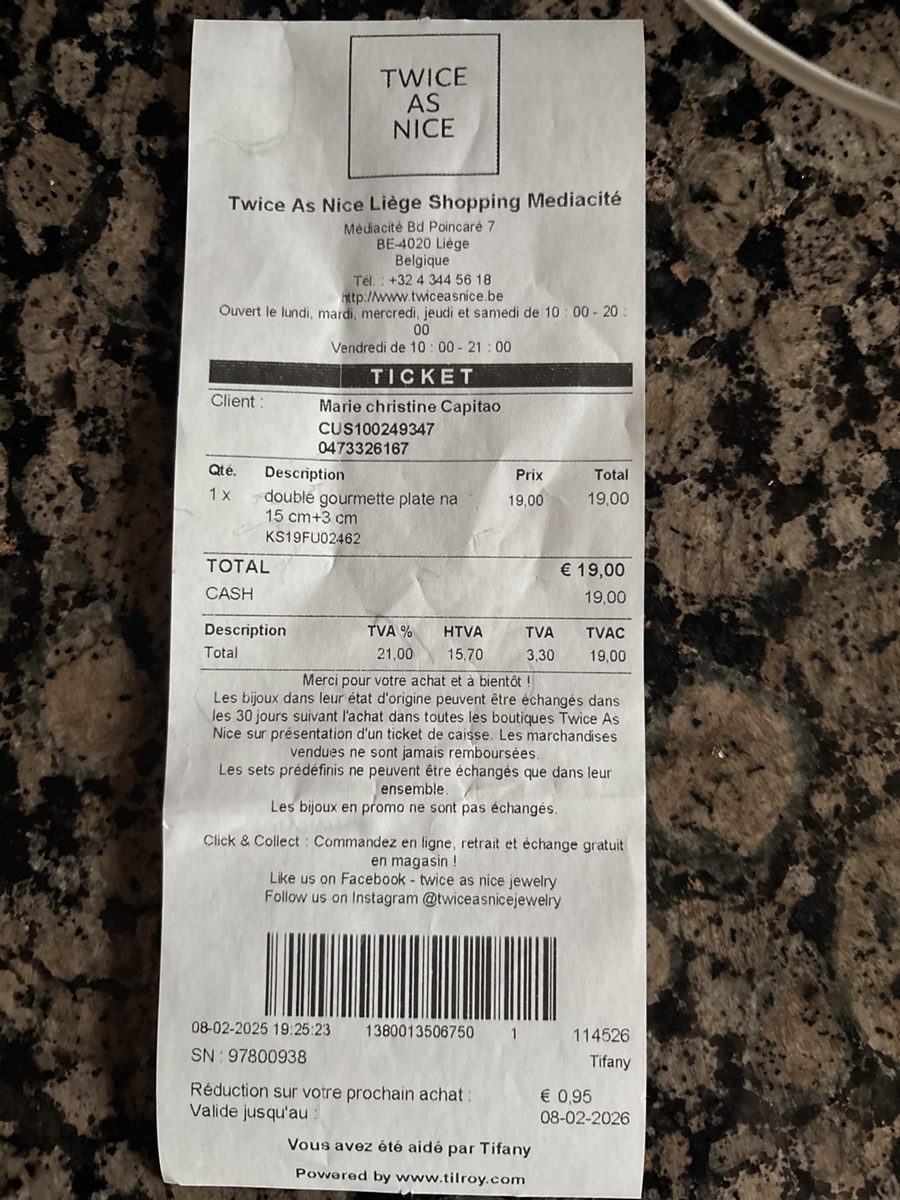 TWICE
AS
NICE
Twice As Nice Liège Shopping Mediacité
Médiacité Bd Poincaré 7
BE-4020 Liège
Belgique
Tél. : +32 4 344 56 18
http://www.twiceasnice.be
Ouvert le lundi, mardi, mercredi, jeudi et samedi de 10 : 00 - 20 :
00
Vendredi de 10 : 00 - 21 : 00
TICKET
Client : Marie christine Capitao
CUS100249347
0473326167
Qté. Description Prix Total
1 x double gourmette plate na 19,00 19,00
15 cm+3 cm
KS19FU02462
TOTAL € 19,00
CASH 19,00
Description TVA % HTVA TVA TVAC
Total 21,00 15,70 3,30 19,00
Merci pour votre achat et à bientôt !
Les bijoux dans leur état d'origine peuvent être échangés dans
les 30 jours suivant l'achat dans toutes les boutiques Twice As
Nice sur présentation d'un ticket de caisse. Les marchandises
vendues ne sont jamais remboursées.
Les sets prédéfinis ne peuvent être échangés que dans leur
ensemble.
Les bijoux en promo ne sont pas échangés.
Click & Collect : Commandez en ligne, retrait et échange gratuit
en magasin !
Like us on Facebook - twice as nice jewelry
Follow us on Instagram @twiceasnicejewelry
08-02-2025 19:25:23 1380013506750 1 114526
SN : 97800938 Tifany
Réduction sur votre prochain achat : € 0,95
Valide jusqu'au : 08-02-2026
Vous avez été aidé par Tifany
Powered by www.tilroy.com